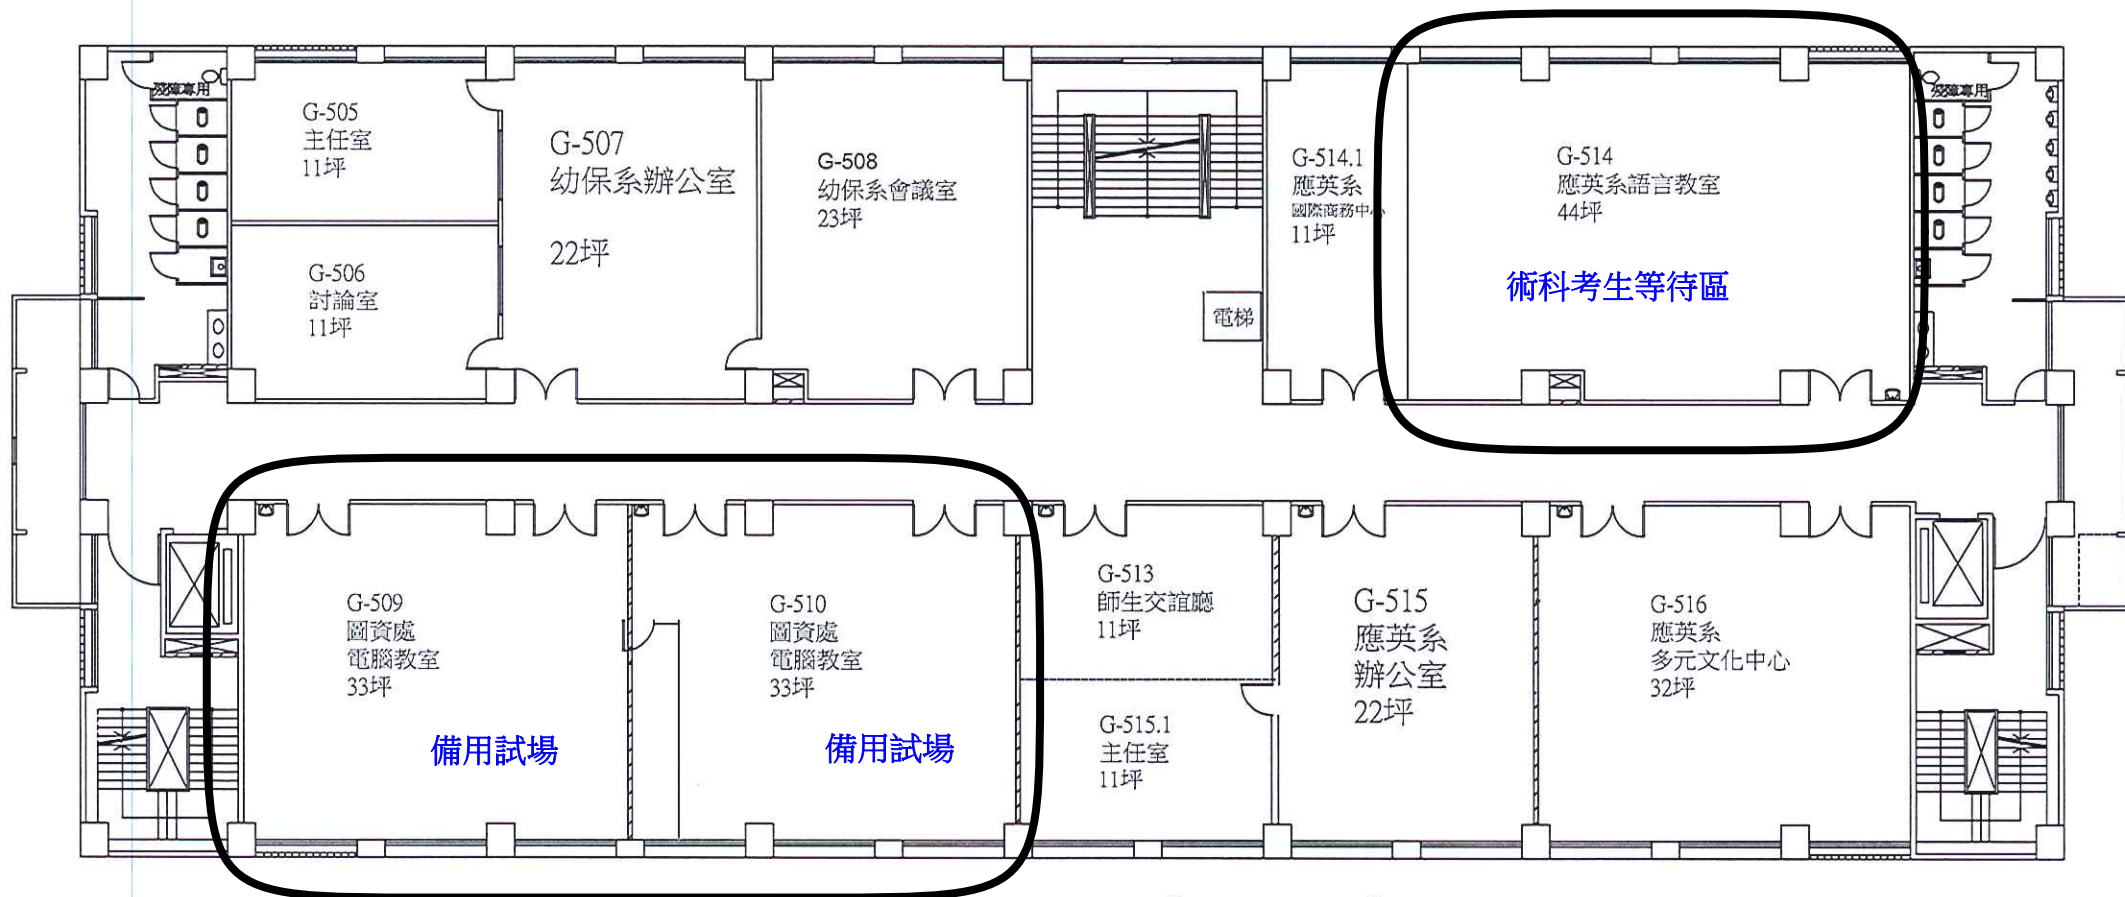 殘障專用
G-505
主任室
11坪
G-506
討論室
11坪
G-507
幼保系辦公室
22坪
G-508
幼保系會議室
23坪
電梯
G-514.1
應英系
國際商務中心
11坪
G-514
應英系語言教室
44坪
術科考生等待區
殘障專用
G-509
圖資處
電腦教室
33坪
備用試場
G-510
圖資處
電腦教室
33坪
備用試場
G-513
師生交誼廳
11坪
G-515.1
主任室
11坪
G-515
應英系
辦公室
22坪
G-516
應英系
多元文化中心
32坪